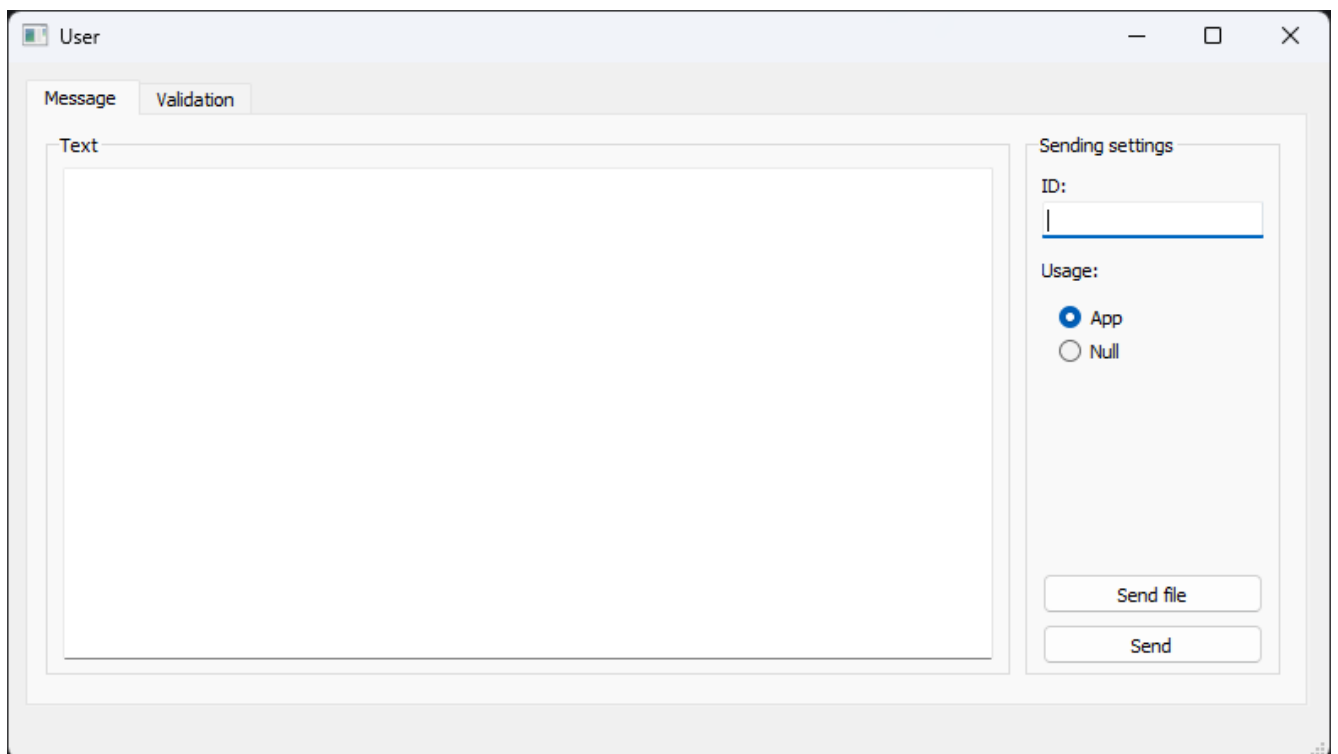 User
Message Validation
Text
Sending settings
ID:
Usage:
App
Null
Send file
Send